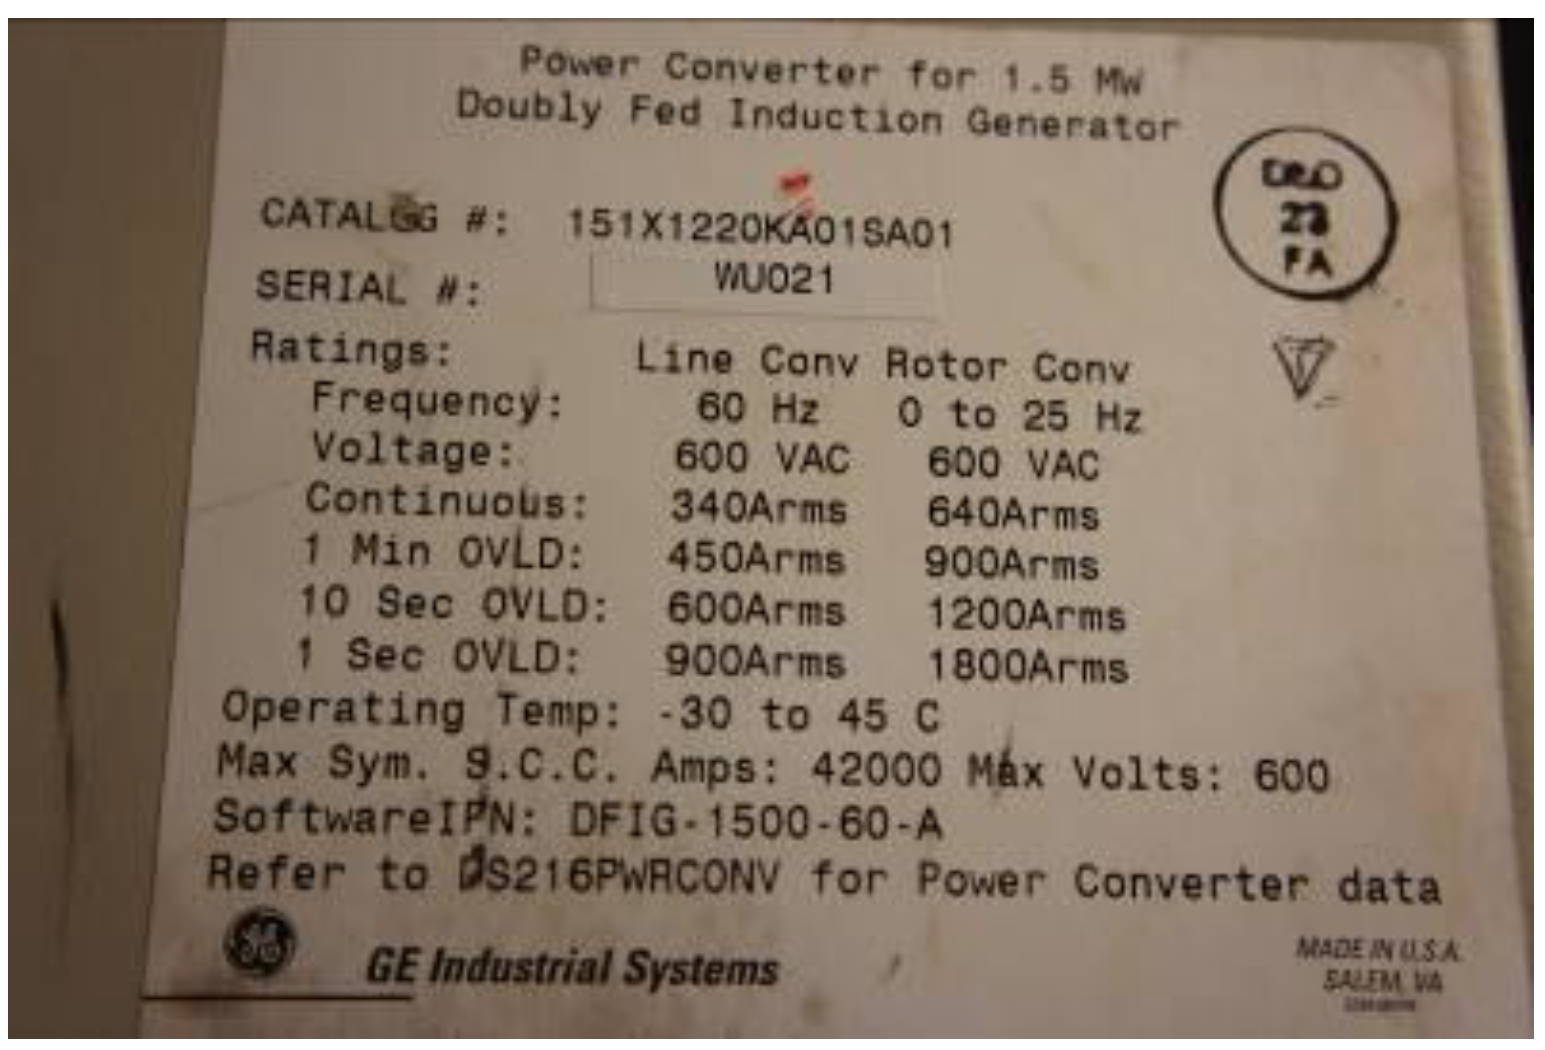 Power Converter for 1.5 MW
Doubly Fed Induction Generator
CATALOG #: 151X1220KA01SA01
SERIAL #: WU021
Ratings: Line Conv Rotor Conv
Frequency: 60 Hz 0 to 25 Hz
Voltage: 600 VAC 600 VAC
Continuous: 340Arms 640Arms
1 Min OVLD: 450Arms 900Arms
10 Sec OVLD: 600Arms 1200Arms
1 Sec OVLD: 900Arms 1800Arms
Operating Temp: -30 to 45 C
Max Sym. S.C.C. Amps: 42000 Max Volts: 600
SoftwareIPN: DFIG-1500-60-A
Refer to DS216PWRCONV for Power Converter data
GE Industrial Systems
MADE IN U.S.A.
SALEM, VA
FA